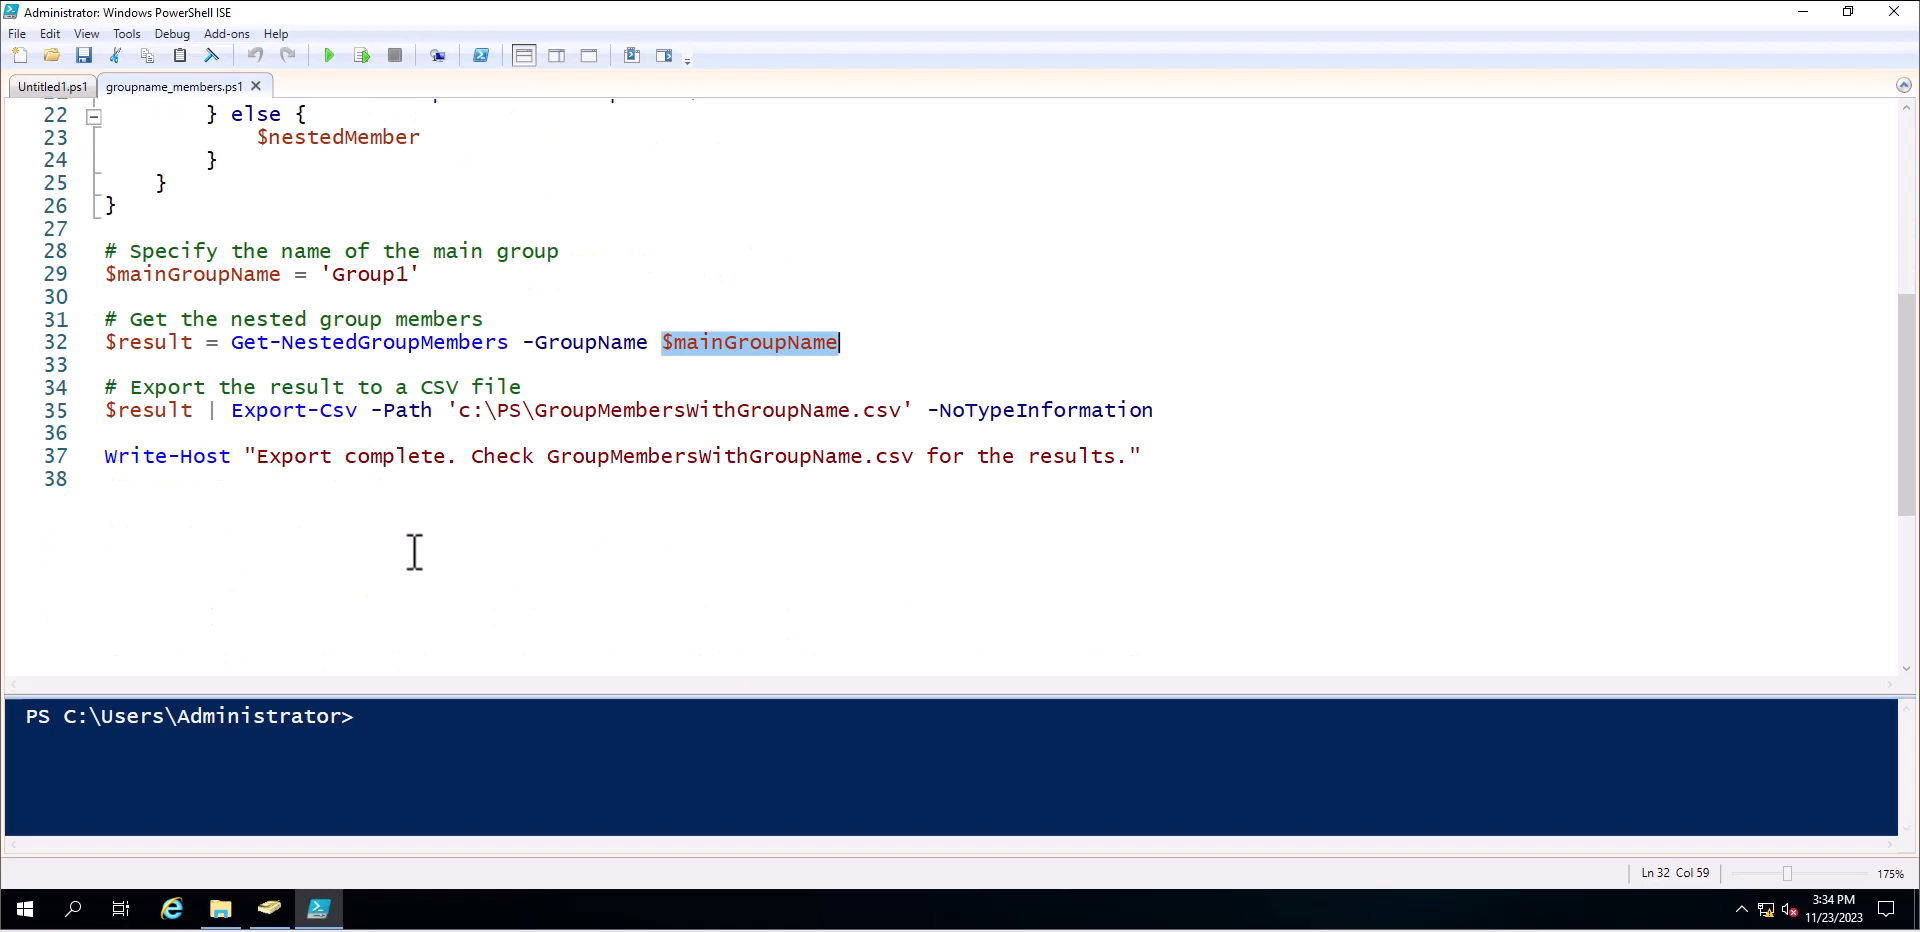 Administrator: Windows PowerShell ISE
File Edit View Tools Debug Add-ons Help
Untitled1.ps1 groupname_members.ps1
22 } else {
23 $nestedMember
24 }
25 }
26 }
27
28 # Specify the name of the main group
29 $mainGroupName = 'Group1'
30
31 # Get the nested group members
32 $result = Get-NestedGroupMembers -GroupName $mainGroupName
33
34 # Export the result to a CSV file
35 $result | Export-Csv -Path 'c:\PS\GroupMembersWithGroupName.csv' -NoTypeInformation
36
37 Write-Host "Export complete. Check GroupMembersWithGroupName.csv for the results."
38
PS C:\Users\Administrator>
Ln 32 Col 59 175%
3:34 PM
11/23/2023